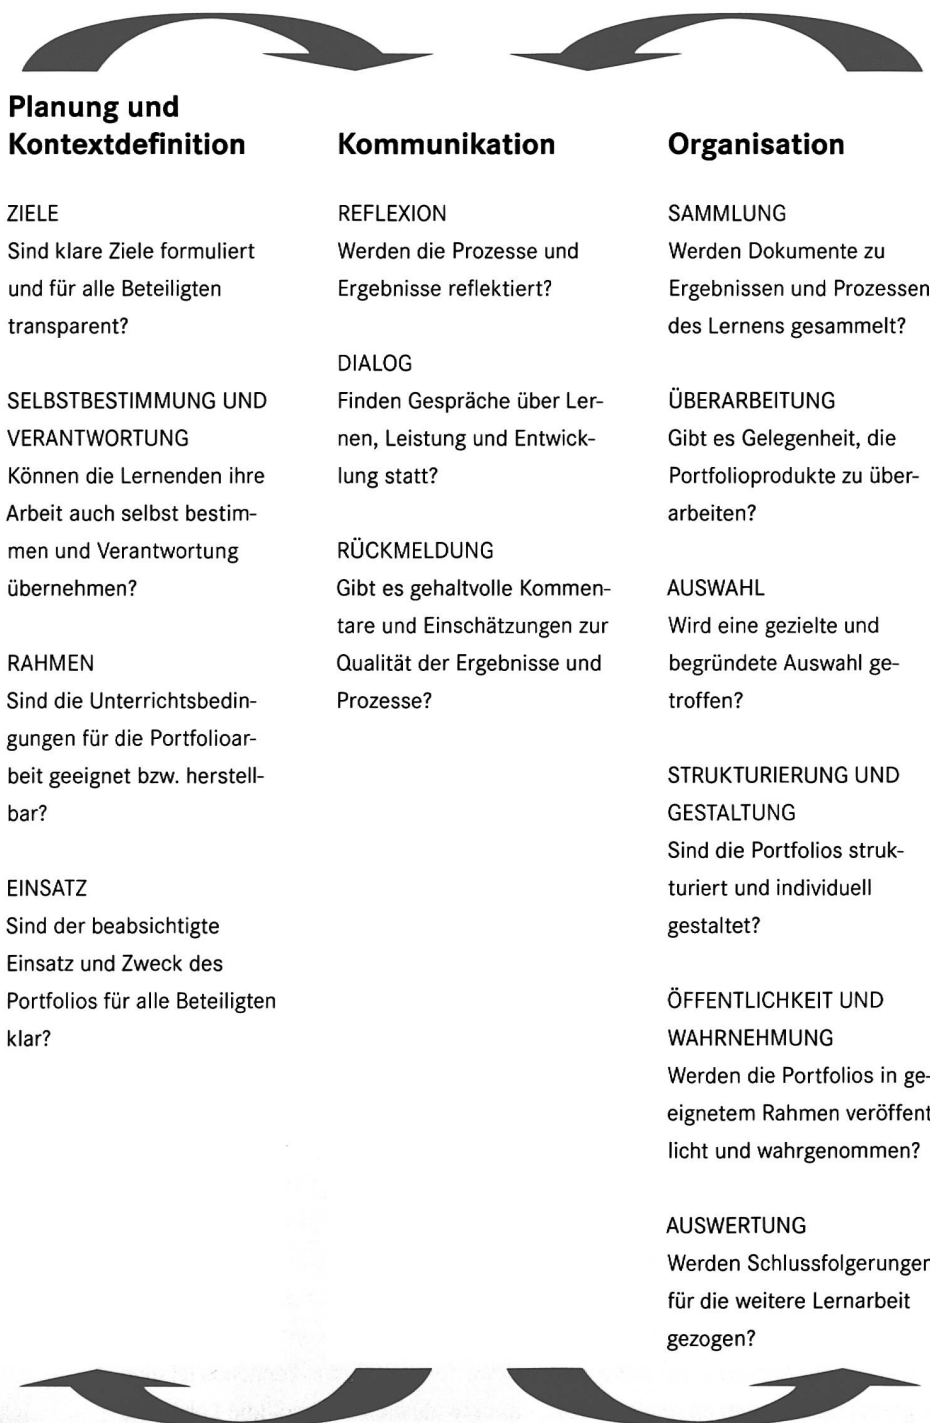 Planung und
Kontextdefinition
ZIELE
Sind klare Ziele formuliert
und für alle Beteiligten
transparent?
SELBSTBESTIMMUNG UND
VERANTWORTUNG
Können die Lernenden ihre
Arbeit auch selbst bestim-
men und Verantwortung
übernehmen?
RAHMEN
Sind die Unterrichtsbedin-
gungen für die Portfolioar-
beit geeignet bzw. herstell-
bar?
EINSATZ
Sind der beabsichtigte
Einsatz und Zweck des
Portfolios für alle Beteiligten
klar?
Kommunikation
REFLEXION
Werden die Prozesse und
Ergebnisse reflektiert?
DIALOG
Finden Gespräche über Ler-
nen, Leistung und Entwick-
lung statt?
RÜCKMELDUNG
Gibt es gehaltvolle Kommen-
tare und Einschätzungen zur
Qualität der Ergebnisse und
Prozesse?
Organisation
SAMMLUNG
Werden Dokumente zu
Ergebnissen und Prozessen
des Lernens gesammelt?
ÜBERARBEITUNG
Gibt es Gelegenheit, die
Portfolioprodukte zu über-
arbeiten?
AUSWAHL
Wird eine gezielte und
begründete Auswahl ge-
troffen?
STRUKTURIERUNG UND
GESTALTUNG
Sind die Portfolios struk-
turiert und individuell
gestaltet?
ÖFFENTLICHKEIT UND
WAHRNEHMUNG
Werden die Portfolios in ge-
eignetem Rahmen veröffent
licht und wahrgenommen?
AUSWERTUNG
Werden Schlussfolgerungen
für die weitere Lernarbeit
gezogen?